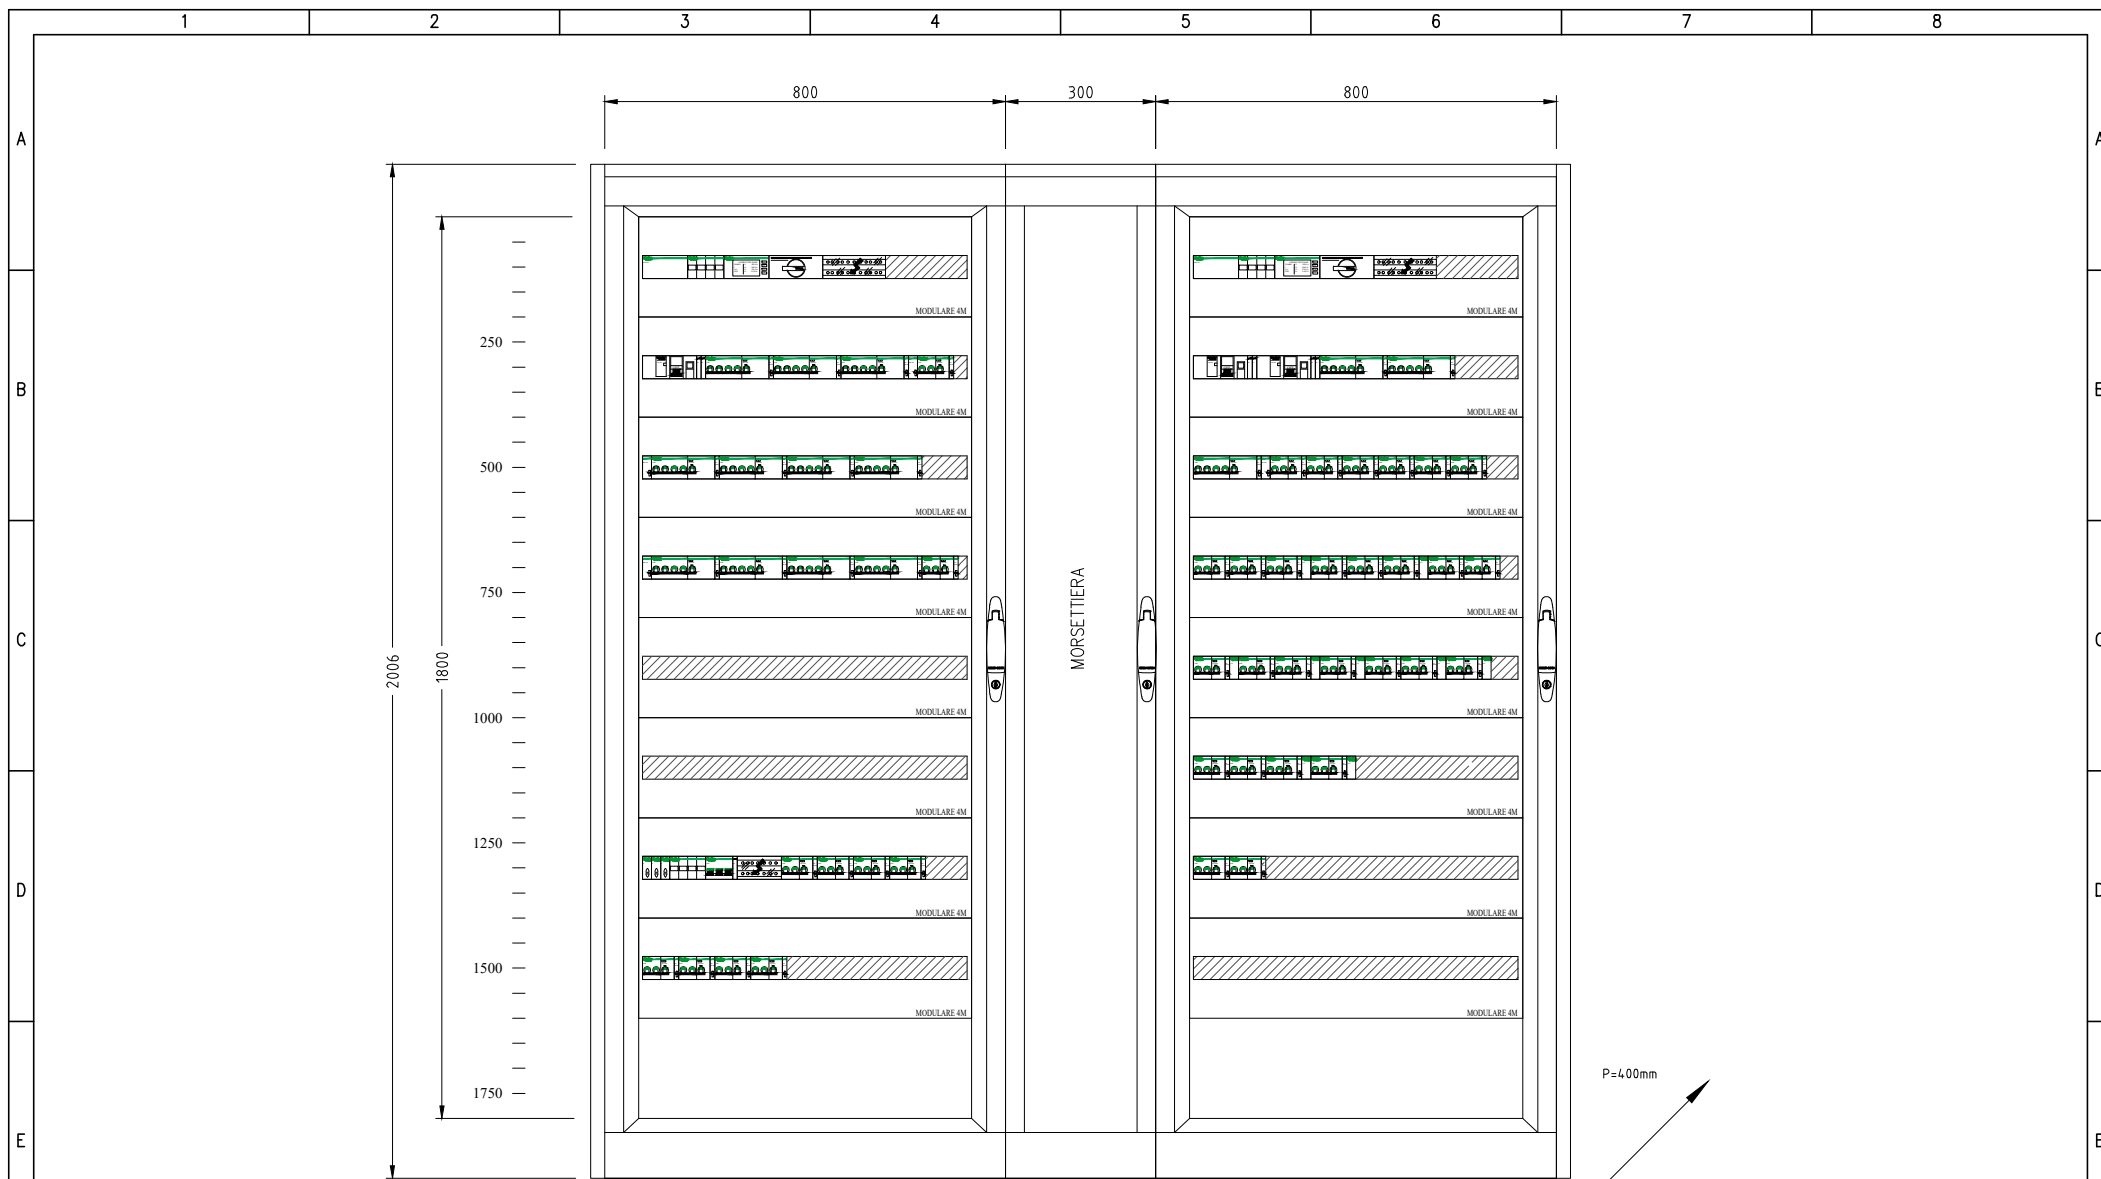 1 2 3 4 5 6 7 8
800 300 800
A A
MODULARE 4M MODULARE 4M
250
B B
MODULARE 4M MODULARE 4M
500
MODULARE 4M MODULARE 4M
750
MODULARE 4M MODULARE 4M
C C
2006
1800
MORSETTIERA
MODULARE 4M MODULARE 4M
1000
MODULARE 4M MODULARE 4M
1250
D D
MODULARE 4M MODULARE 4M
1500
MODULARE 4M MODULARE 4M
P=400mm
1750
E E